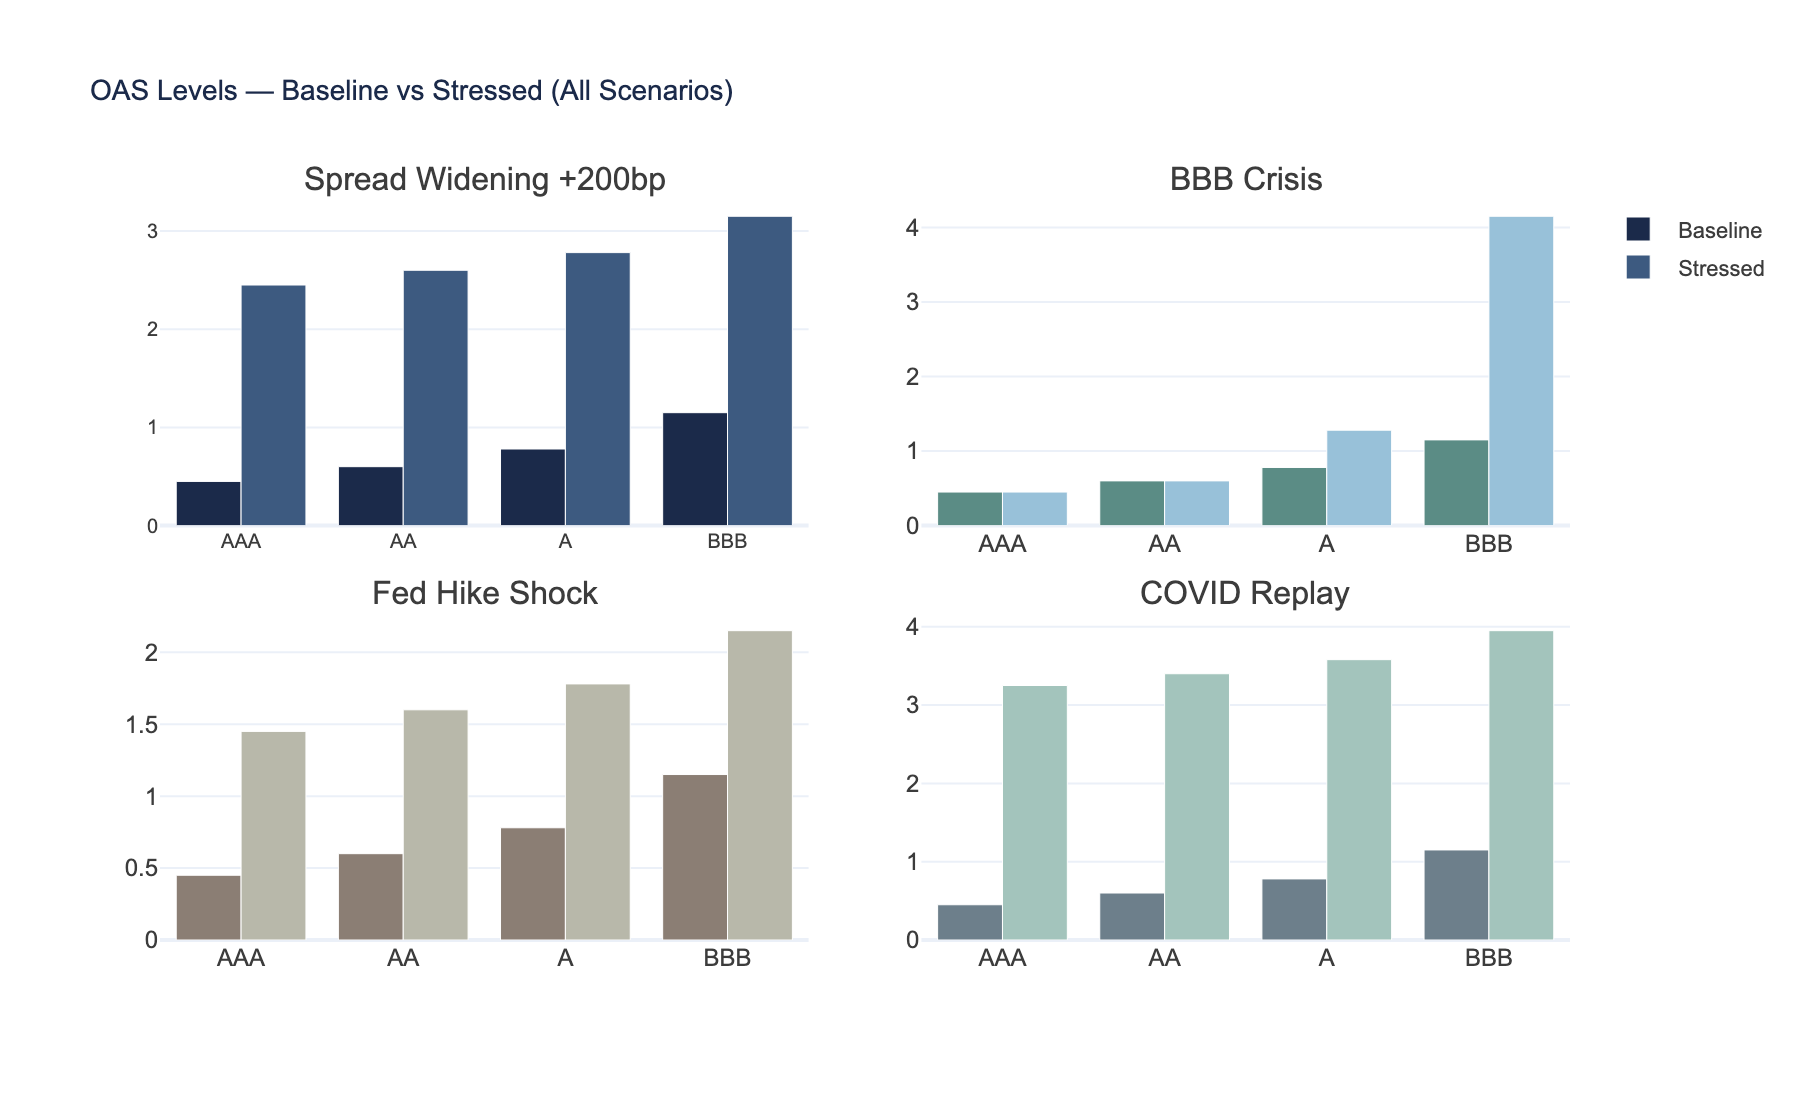 OAS Levels — Baseline vs Stressed (All Scenarios)
Spread Widening +200bp
3
2
1
0
AAA AA A BBB
BBB Crisis
4
3
2
1
0
AAA AA A BBB
Baseline
Stressed
Fed Hike Shock
2
1.5
1
0.5
0
AAA AA A BBB
COVID Replay
4
3
2
1
0
AAA AA A BBB